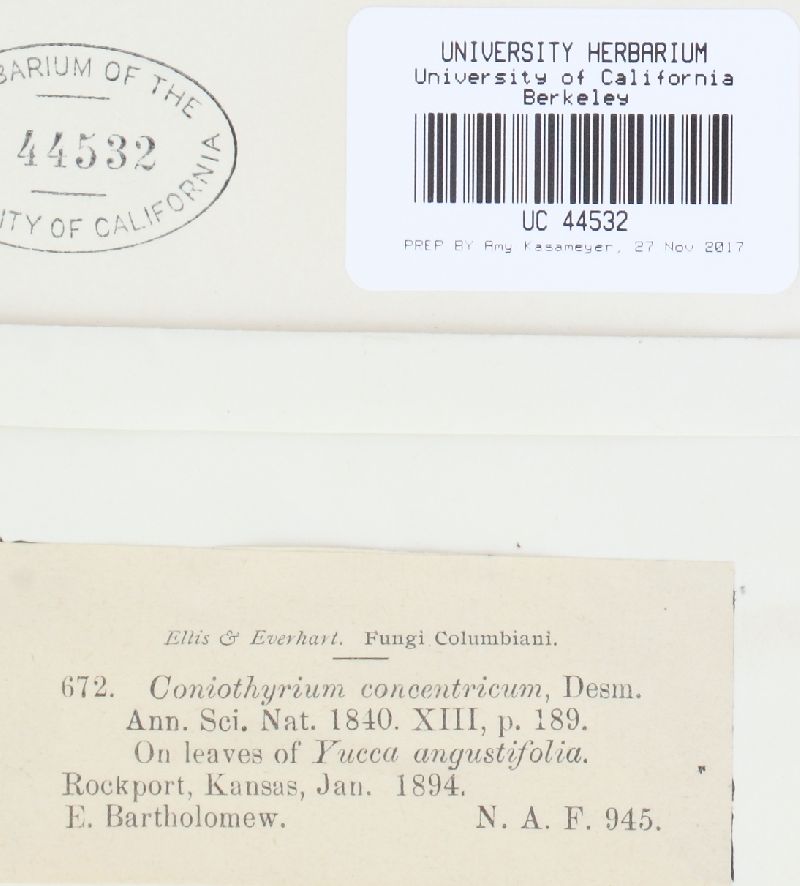 UNIVERSITY HERBARIUM
University of California
Berkeley
UC 44532
PREP BY Amy Kasameyer, 27 Nov 2017
BARIUM OF THE
44532
ITY OF CALIFORNIA
Ellis & Everhart. Fungi Columbiani.
672. Coniothyrium concentricum, Desm.
Ann. Sci. Nat. 1840. XIII, p. 189.
On leaves of Yucca angustifolia.
Rockport, Kansas, Jan. 1894.
E. Bartholomew. N. A. F. 945.